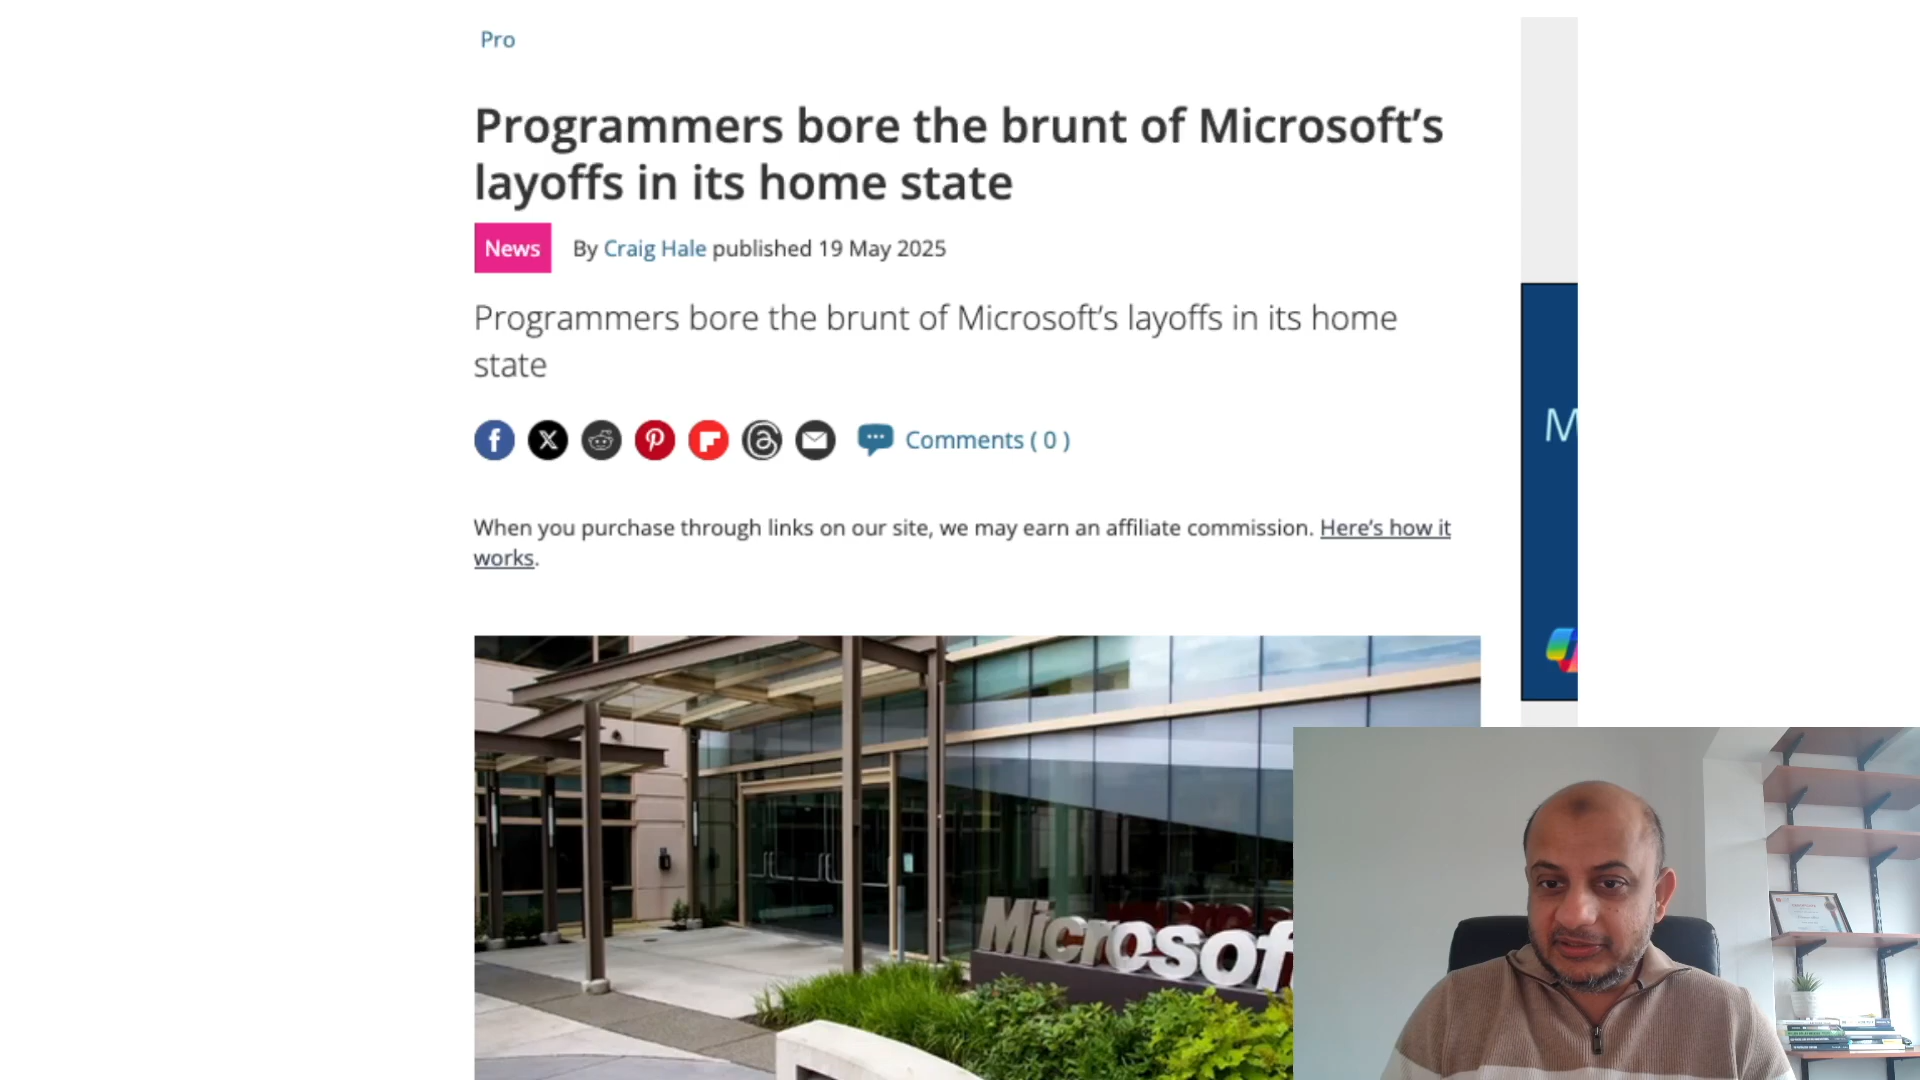 Pro
Programmers bore the brunt of Microsoft’s
layoffs in its home state
News
By Craig Hale published 19 May 2025
Programmers bore the brunt of Microsoft’s layoffs in its home
state
Comments ( 0 )
When you purchase through links on our site, we may earn an affiliate commission. Here’s how it
works.
M
Microsof